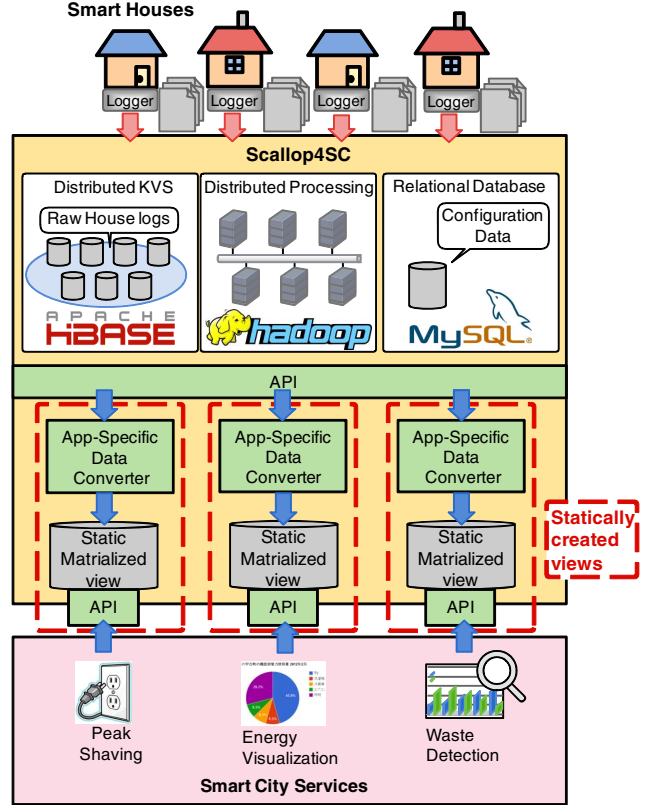 Smart Houses
Logger
Logger
Logger
Logger
Scallop4SC
Distributed KVS
Raw House logs
APACHE
HBASE
Distributed Processing
hadoop
Relational Database
Configuration
Data
MySQL®
API
App-Specific
Data
Converter
App-Specific
Data
Converter
App-Specific
Data
Converter
Static
Matrialized
view
Static
Matrialized
view
Static
Matrialized
view
Statically
created
views
API
API
API
Peak
Shaving
Energy
Visualization
Waste
Detection
Smart City Services